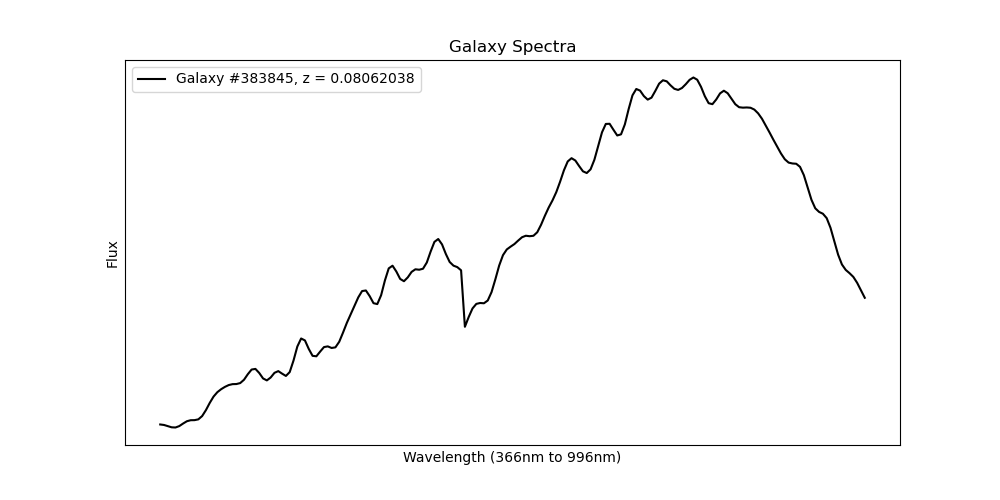 Galaxy Spectra
Galaxy #383845, z = 0.08062038
Flux
Wavelength (366nm to 996nm)